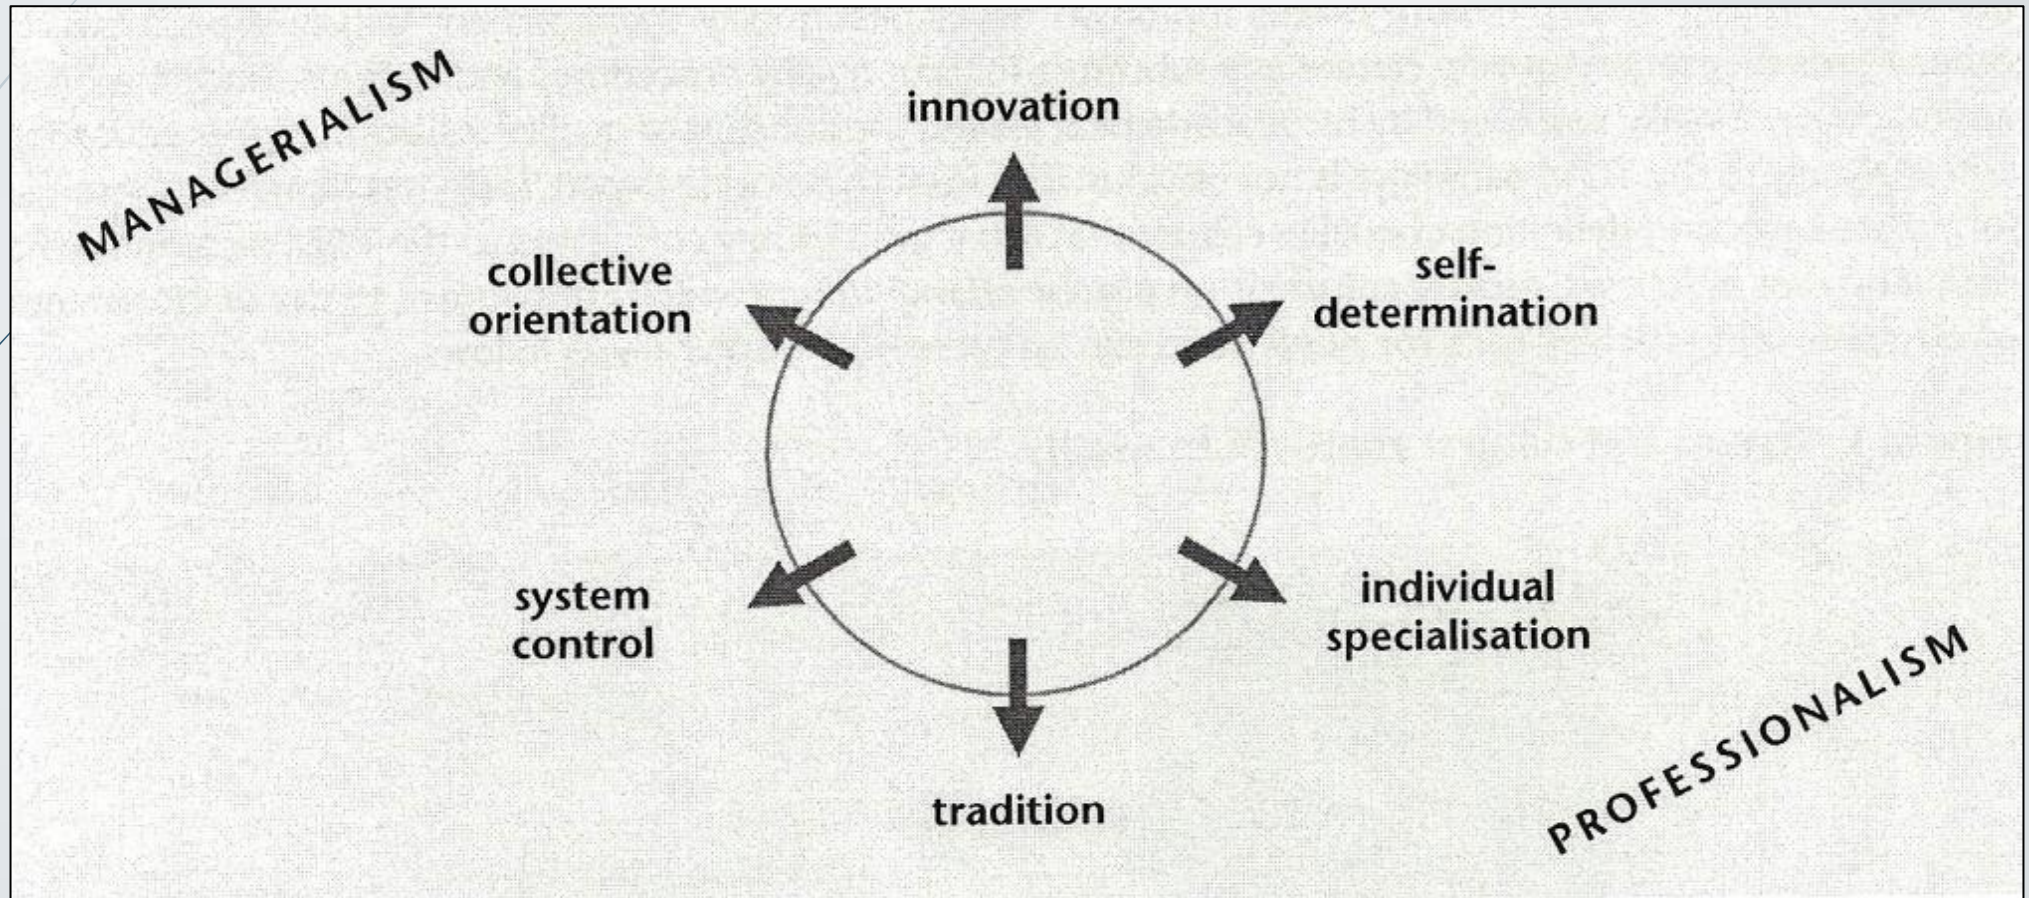 MANAGERIALISM
innovation
collective
orientation
self-
determination
system
control
individual
specialisation
tradition
PROFESSIONALISM